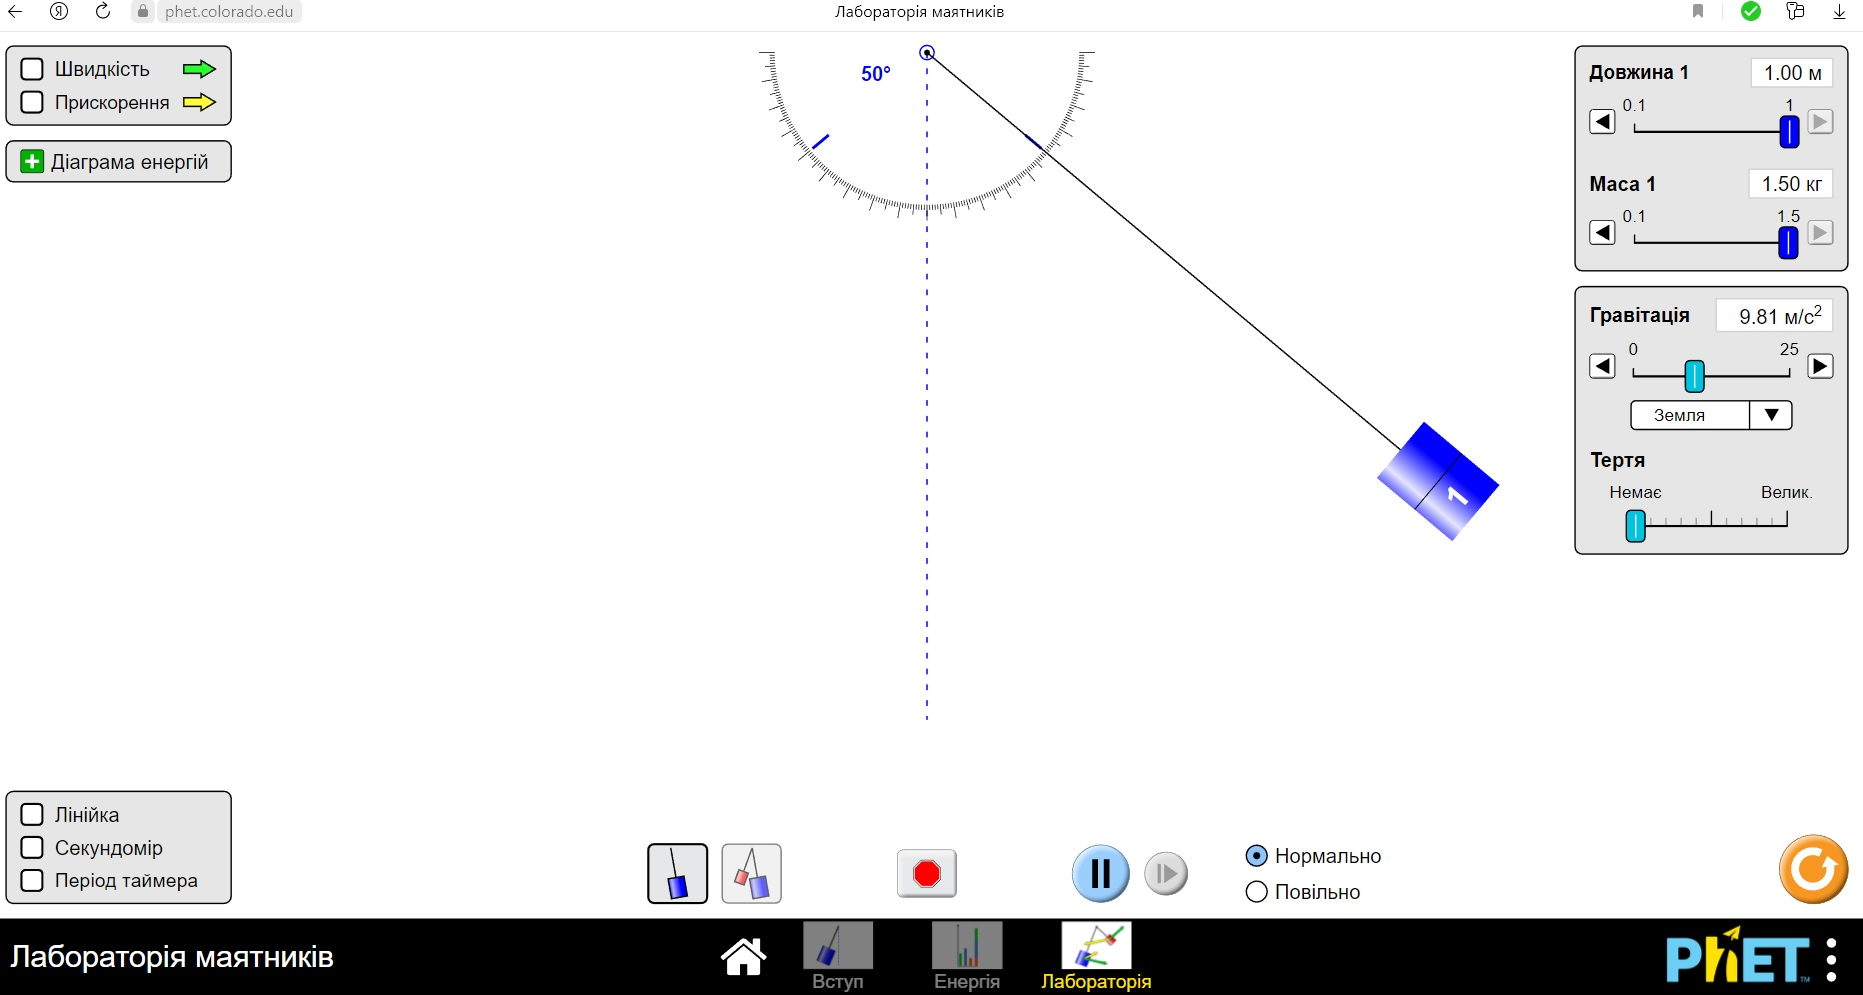 phet.colorado.edu
Лабораторія маятників
Швидкість
Прискорення
Діаграма енергій
50°
Довжина 1 1.00 м
0.1 1
Маса 1 1.50 кг
0.1 1.5
Гравітація 9.81 м/с²
0 25
Земля
Тертя
Немає Велик.
1
Лінійка
Секундомір
Період таймера
Нормально
Повільно
Лабораторія маятників
Вступ
Енергія
Лабораторія
PhET